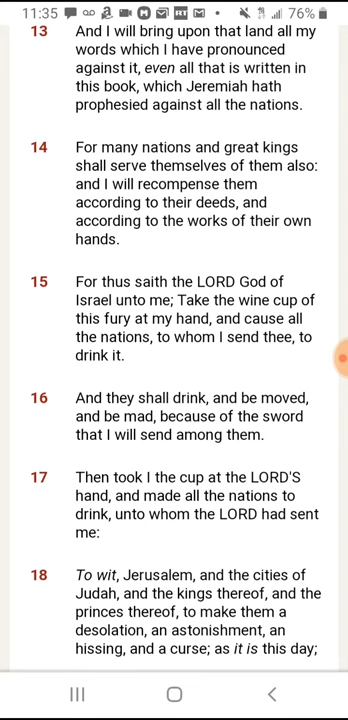 11:35 76%
13 And I will bring upon that land all my
words which I have pronounced
against it, even all that is written in
this book, which Jeremiah hath
prophesied against all the nations.
14 For many nations and great kings
shall serve themselves of them also:
and I will recompense them
according to their deeds, and
according to the works of their own
hands.
15 For thus saith the LORD God of
Israel unto me; Take the wine cup of
this fury at my hand, and cause all
the nations, to whom I send thee, to
drink it.
16 And they shall drink, and be moved,
and be mad, because of the sword
that I will send among them.
17 Then took I the cup at the LORD'S
hand, and made all the nations to
drink, unto whom the LORD had sent
me:
18 To wit, Jerusalem, and the cities of
Judah, and the kings thereof, and the
princes thereof, to make them a
desolation, an astonishment, an
hissing, and a curse; as it is this day;